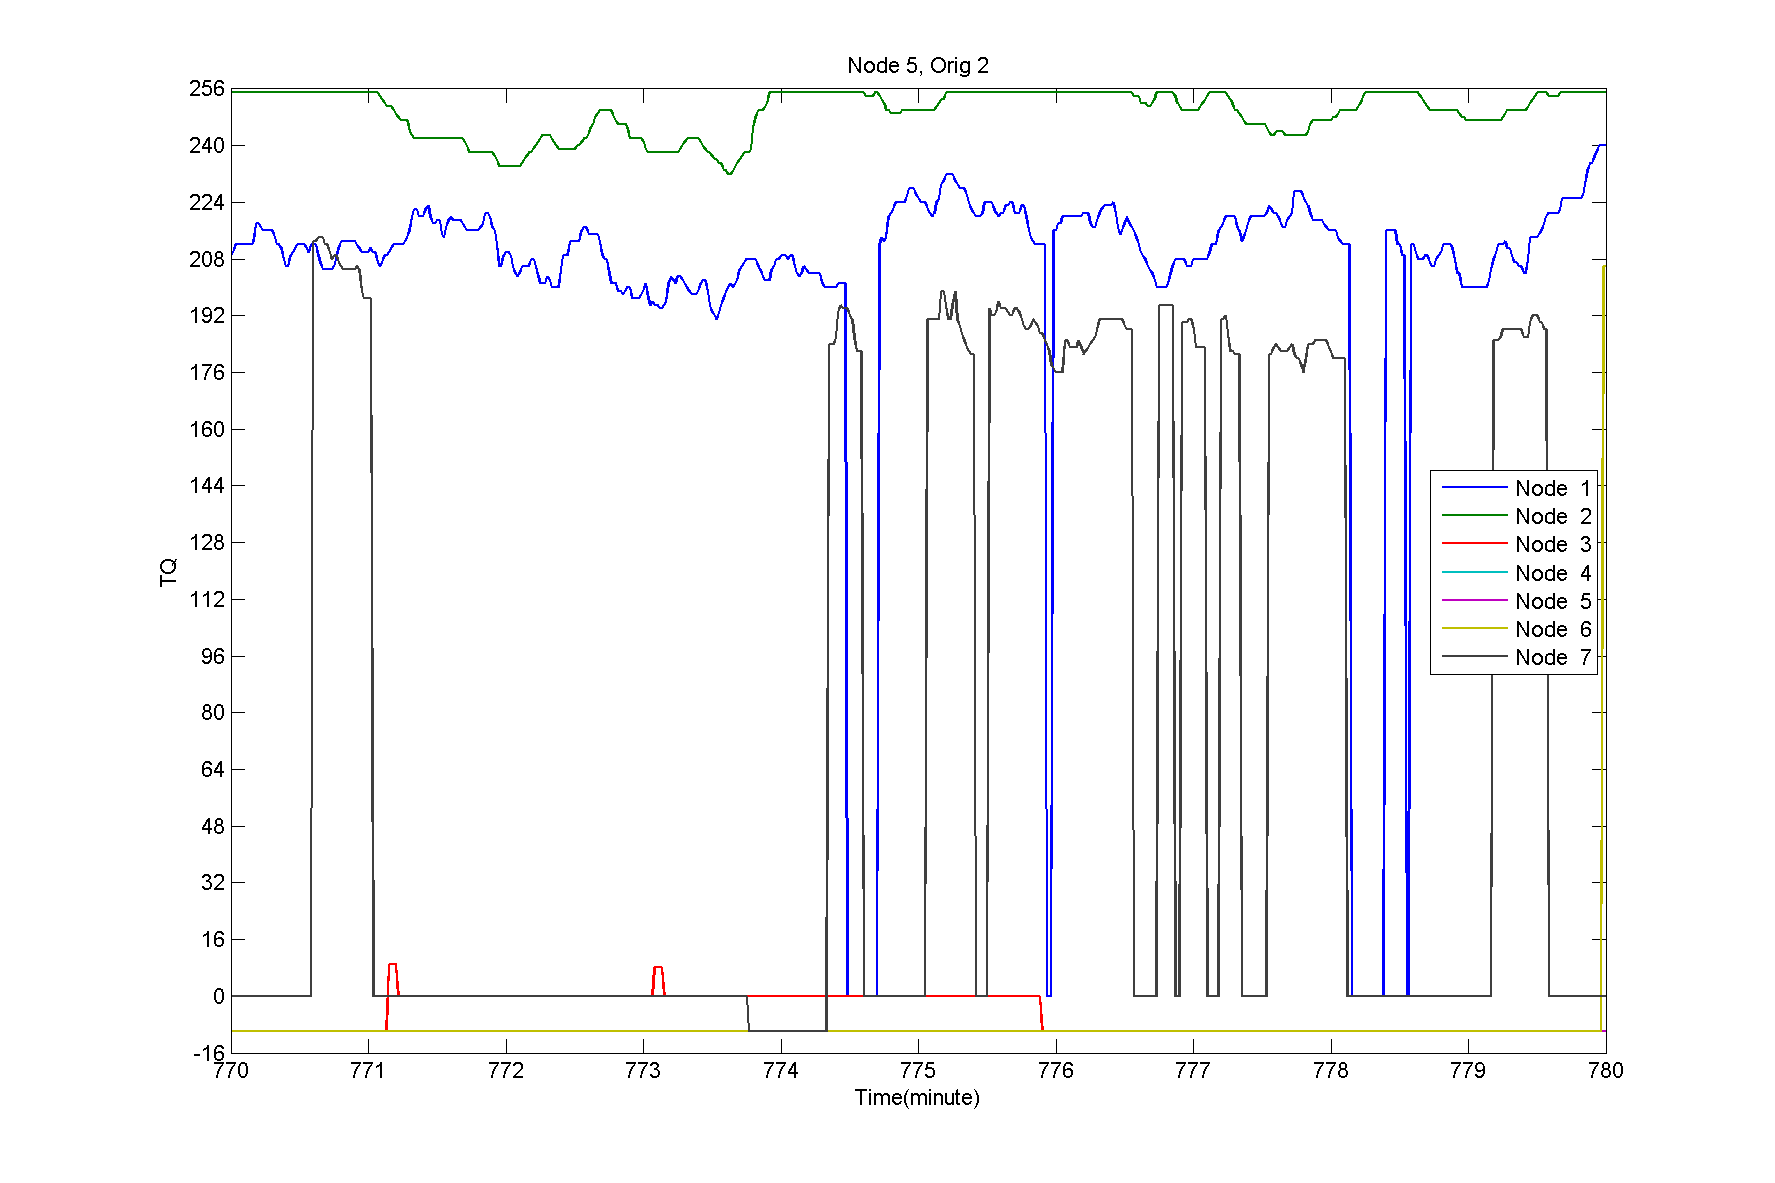 Node 5, Orig 2
256
240
224
208
192
176
160
144
128
112
96
80
64
48
32
16
0
-16
TQ
Node 1
Node 2
Node 3
Node 4
Node 5
Node 6
Node 7
770 771 772 773 774 775 776 777 778 779 780
Time(minute)